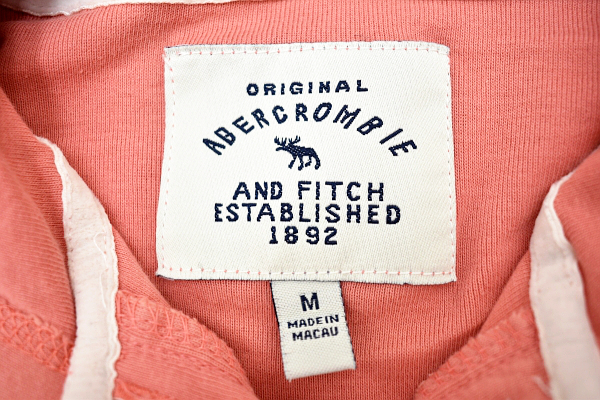 ORIGINAL
ABERCROMBIE
AND FITCH
ESTABLISHED
1892
M
MADE IN
MACAU